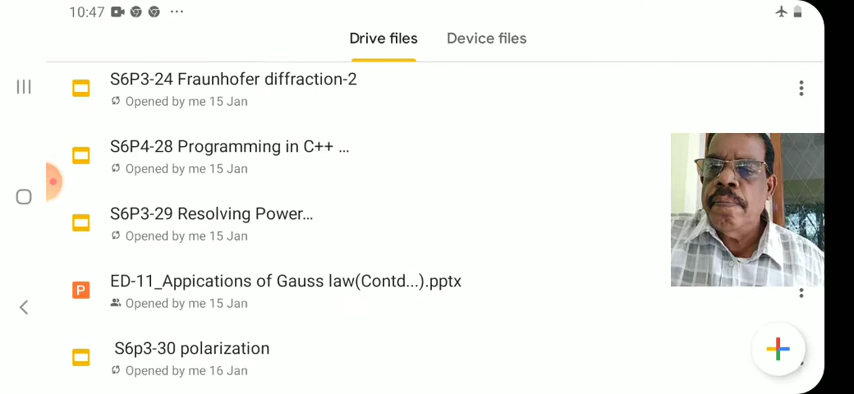 10:47
Drive files Device files
S6P3-24 Fraunhofer diffraction-2
Opened by me 15 Jan
S6P4-28 Programming in C++ ...
Opened by me 15 Jan
S6P3-29 Resolving Power...
Opened by me 15 Jan
P ED-11_Appications of Gauss law(Contd...).pptx
Opened by me 15 Jan
S6p3-30 polarization
Opened by me 16 Jan